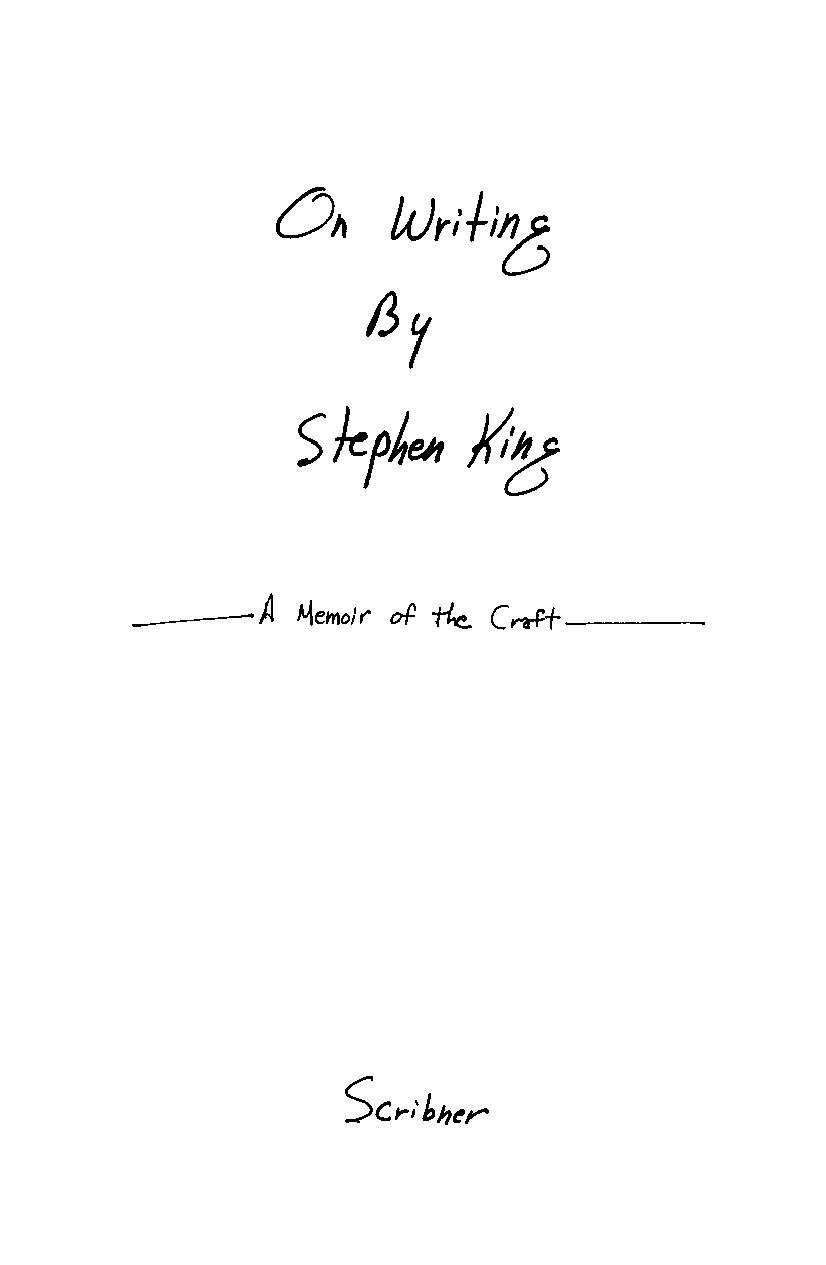 On Writing
By
Stephen King
A Memoir of the Craft
Scribner